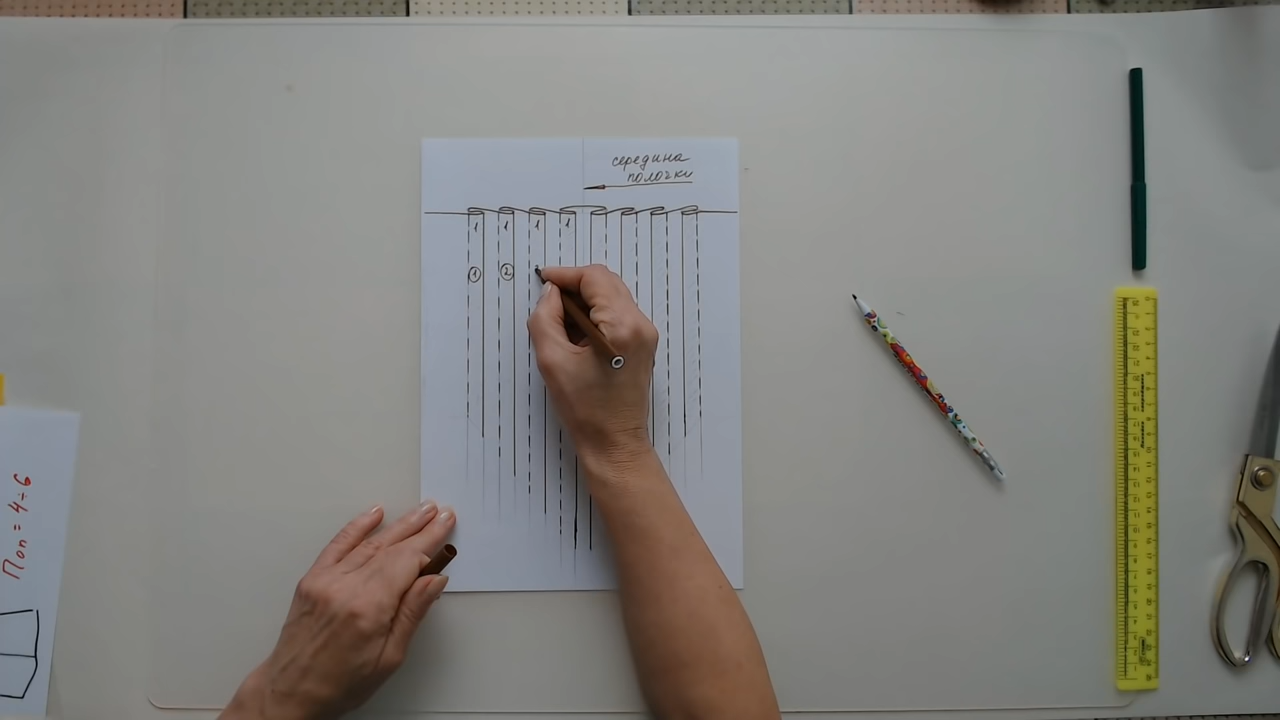 середина
полочки
1 1 1 1
① ②
Поп = 4÷6